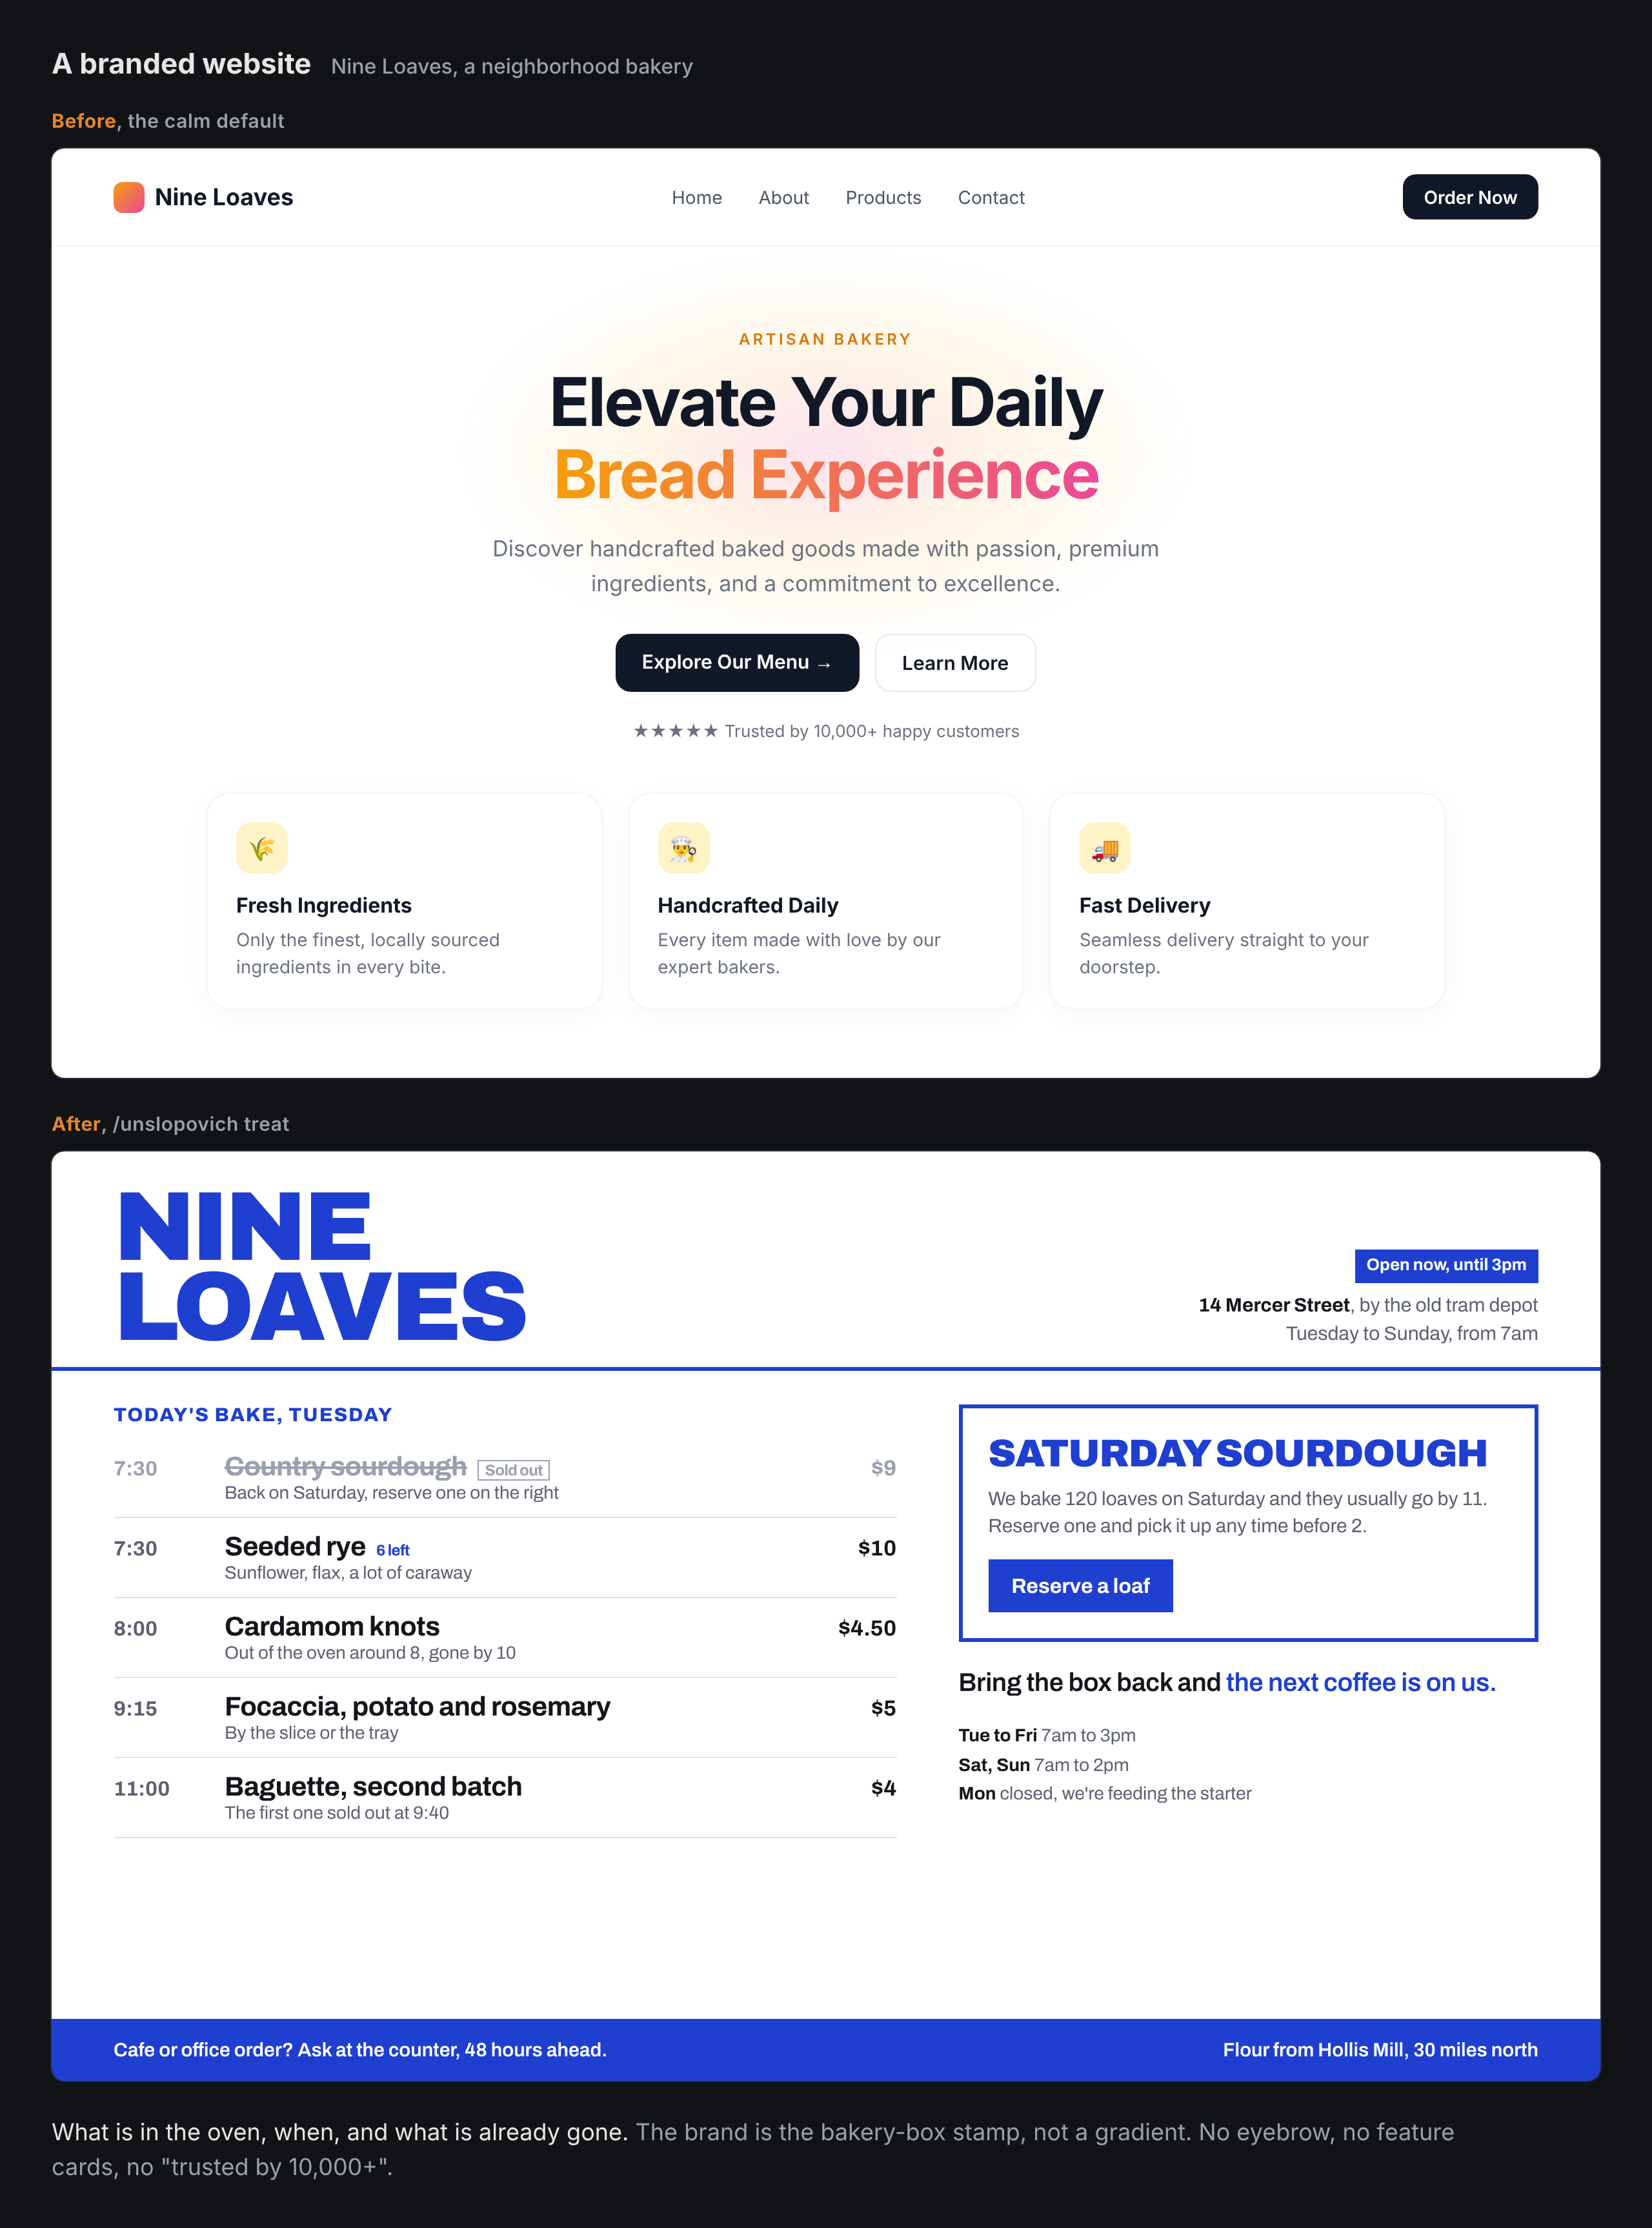 A branded website Nine Loaves, a neighborhood bakery
Before, the calm default
Nine Loaves
Home About Products Contact
Order Now
ARTISAN BAKERY
Elevate Your Daily
Bread Experience
Discover handcrafted baked goods made with passion, premium
ingredients, and a commitment to excellence.
Explore Our Menu →
Learn More
★★★★★ Trusted by 10,000+ happy customers
Fresh Ingredients
Only the finest, locally sourced
ingredients in every bite.
Handcrafted Daily
Every item made with love by our
expert bakers.
Fast Delivery
Seamless delivery straight to your
doorstep.
After, /unslopovich treat
NINE
LOAVES
Open now, until 3pm
14 Mercer Street, by the old tram depot
Tuesday to Sunday, from 7am
TODAY'S BAKE, TUESDAY
7:30 Country sourdough Sold out $9
Back on Saturday, reserve one on the right
7:30 Seeded rye 6 left $10
Sunflower, flax, a lot of caraway
8:00 Cardamom knots $4.50
Out of the oven around 8, gone by 10
9:15 Focaccia, potato and rosemary $5
By the slice or the tray
11:00 Baguette, second batch $4
The first one sold out at 9:40
SATURDAY SOURDOUGH
We bake 120 loaves on Saturday and they usually go by 11.
Reserve one and pick it up any time before 2.
Reserve a loaf
Bring the box back and the next coffee is on us.
Tue to Fri 7am to 3pm
Sat, Sun 7am to 2pm
Mon closed, we're feeding the starter
Cafe or office order? Ask at the counter, 48 hours ahead.
Flour from Hollis Mill, 30 miles north
What is in the oven, when, and what is already gone. The brand is the bakery-box stamp, not a gradient. No eyebrow, no feature
cards, no "trusted by 10,000+".